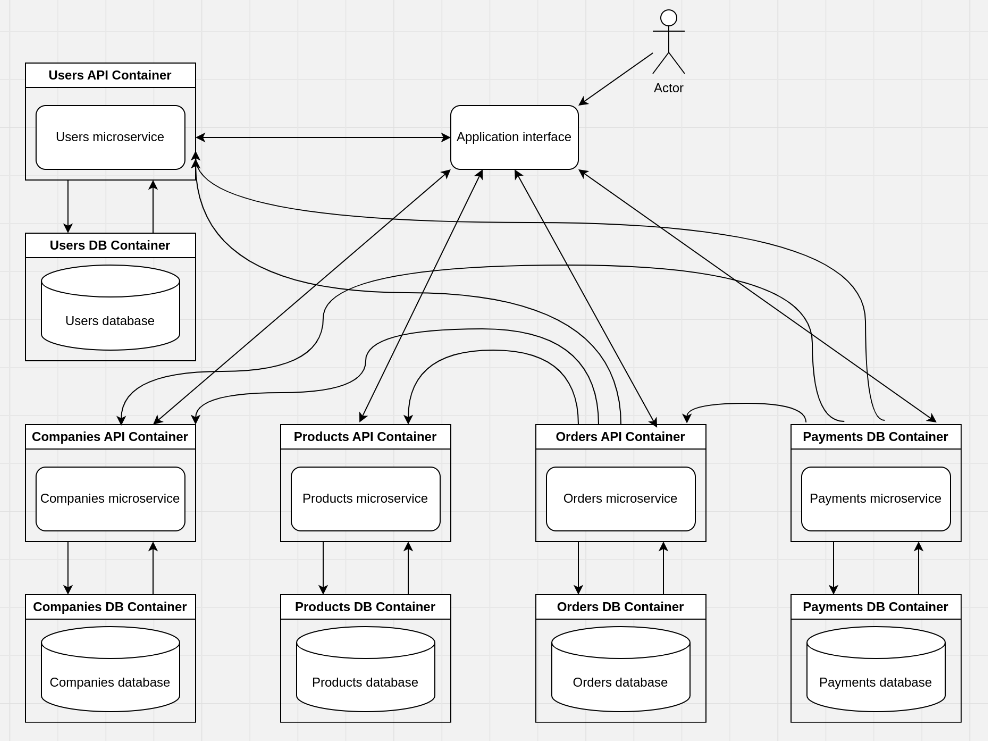 Actor
Users API Container
Users microservice
Application interface
Users DB Container
Users database
Companies API Container
Products API Container
Orders API Container
Payments DB Container
Companies microservice
Products microservice
Orders microservice
Payments microservice
Companies DB Container
Products DB Container
Orders DB Container
Payments DB Container
Companies database
Products database
Orders database
Payments database